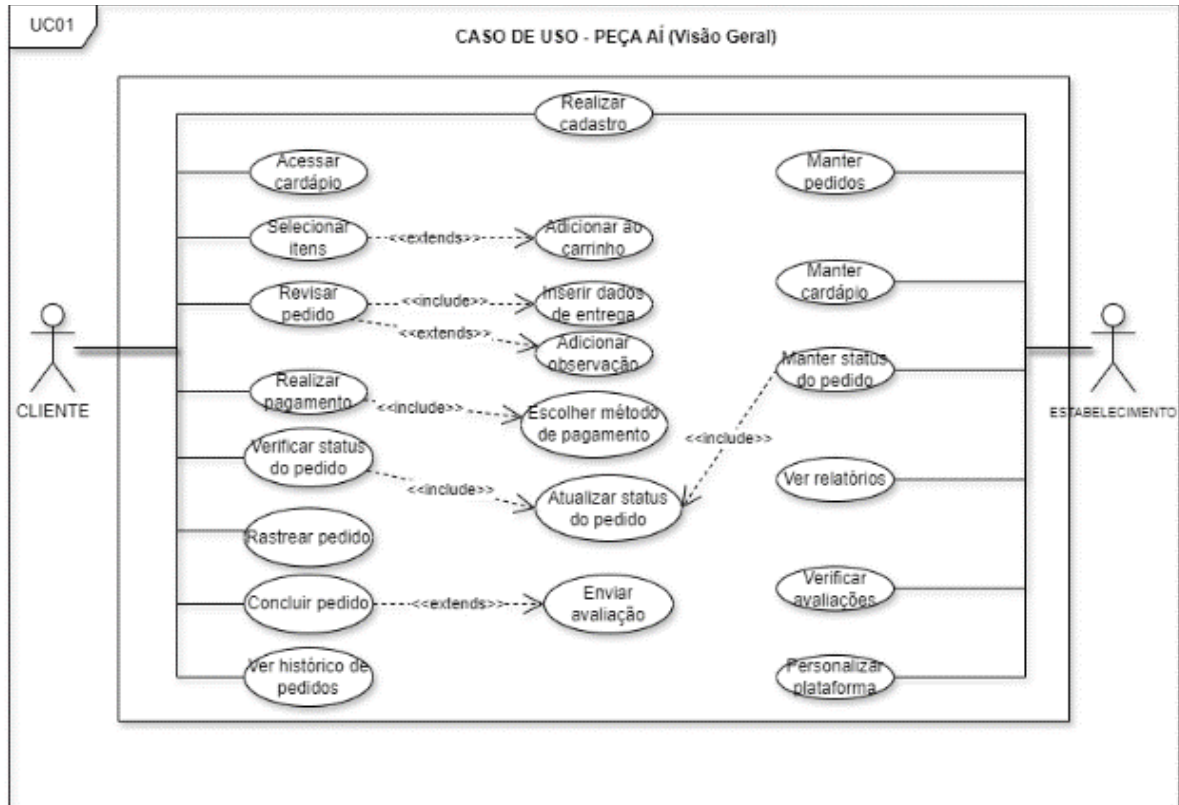 UC01
CASO DE USO - PEÇA AÍ (Visão Geral)
Realizar
cadastro
Acessar
cardápio
Manter
pedidos
Selecionar
itens
<<extends>>
Adicionar ao
carrinho
Revisar
pedido
<<include>>
Inserir dados
de entrega
<<extends>>
Adicionar
observação
Manter
cardápio
CLIENTE
Manter status
do pedido
ESTABELECIMENTO
Realizar
pagamento
<<include>>
Escolher método
de pagamento
<<include>>
Verificar status
do pedido
<<include>>
Atualizar status
do pedido
Ver relatórios
Rastrear pedido
Concluir pedido
<<extends>>
Enviar
avaliação
Verificar
avaliações
Ver histórico de
pedidos
Personalizar
plataforma